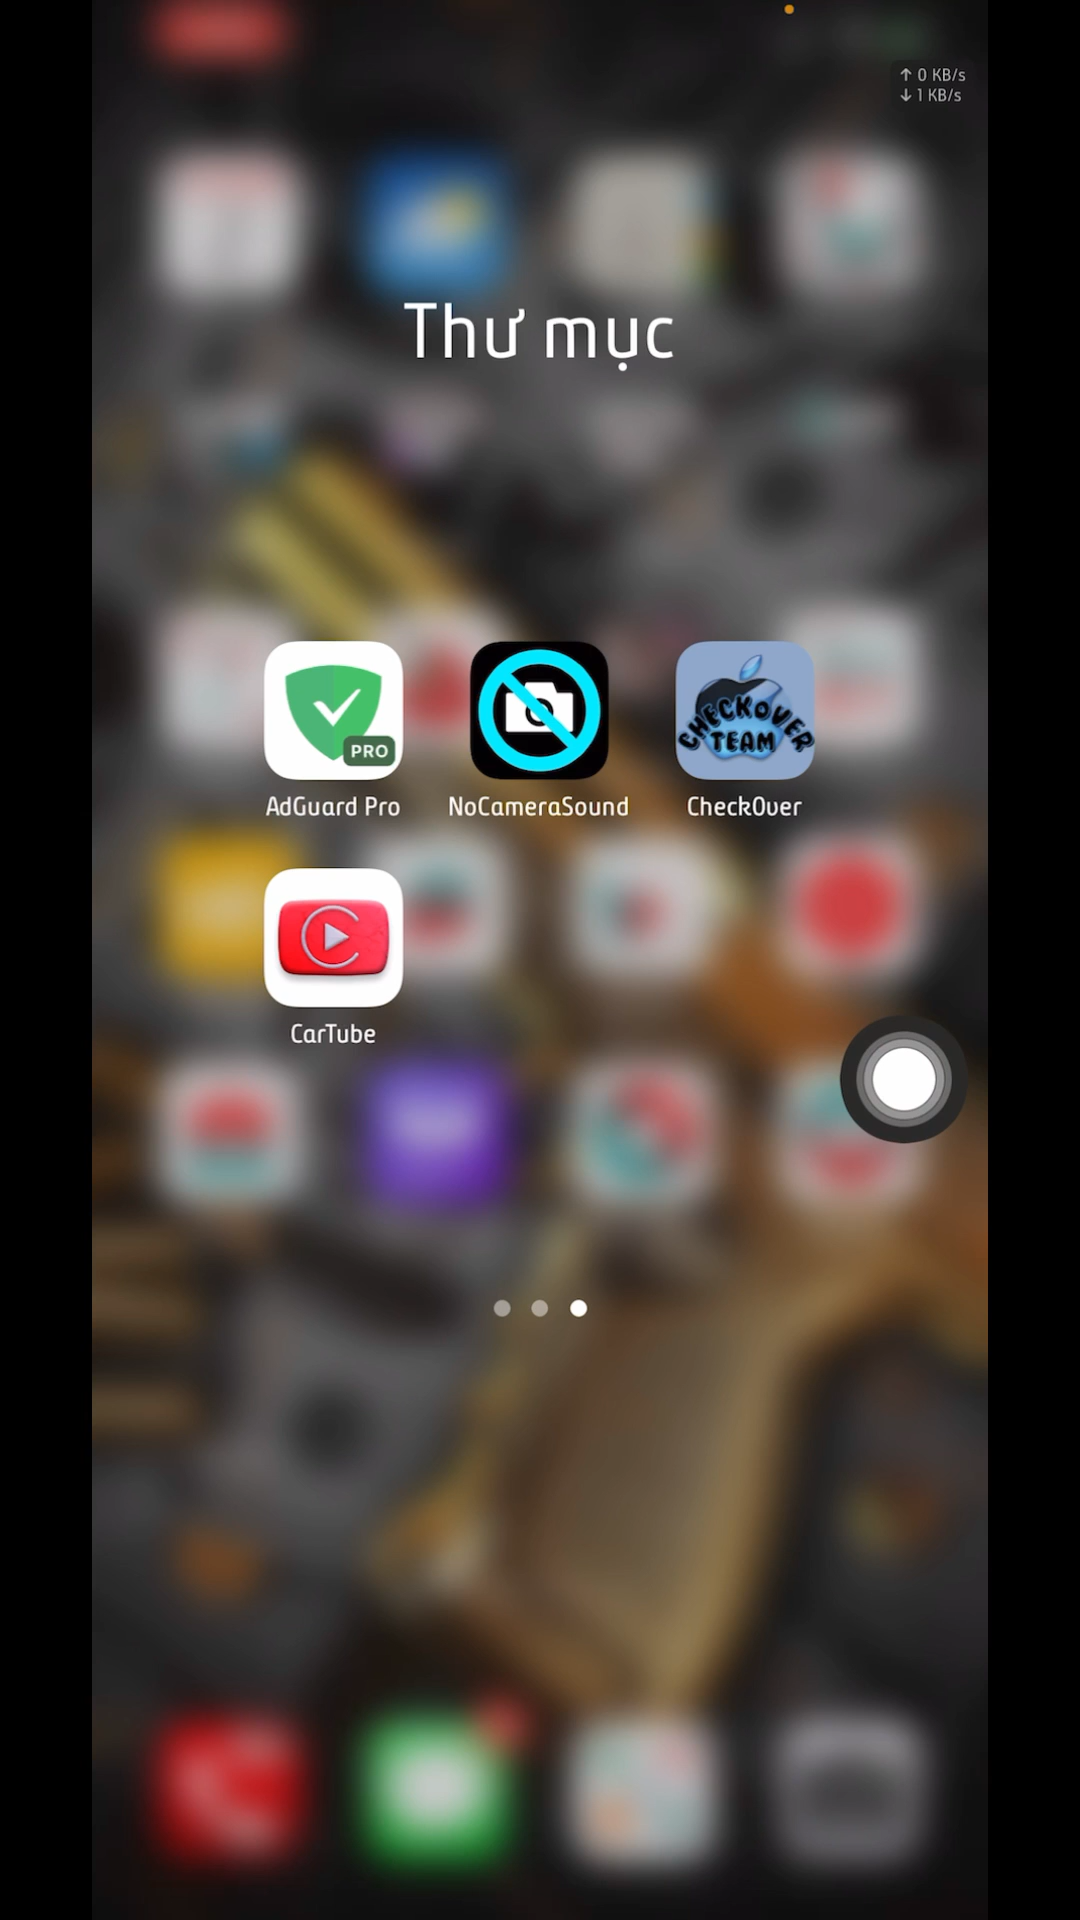 ↑ 0 KB/s
↓ 1 KB/s
Thư mục
PRO
CHECKOVER
TEAM
AdGuard Pro
NoCameraSound
CheckOver
CarTube